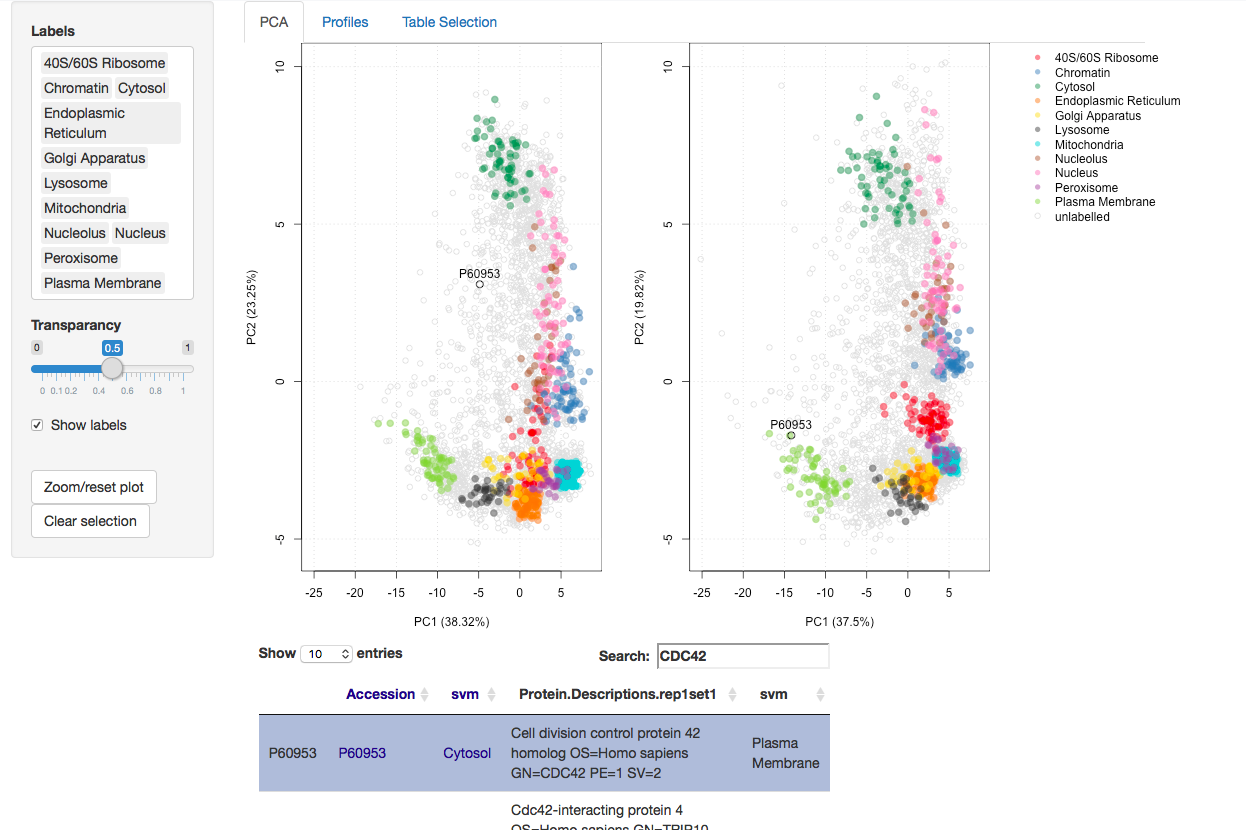 Labels
40S/60S Ribosome
Chromatin Cytosol
Endoplasmic
Reticulum
Golgi Apparatus
Lysosome
Mitochondria
Nucleolus Nucleus
Peroxisome
Plasma Membrane
Transparancy
0 0.5 1
0 0.1 0.2 0.4 0.6 0.8 1
Show labels
Zoom/reset plot
Clear selection
PCA Profiles Table Selection
10
5
0
-5
PC2 (23.25%)
P60953
-25 -20 -15 -10 -5 0 5
PC1 (38.32%)
10
5
0
-5
PC2 (19.82%)
P60953
-25 -20 -15 -10 -5 0 5
PC1 (37.5%)
40S/60S Ribosome
Chromatin
Cytosol
Endoplasmic Reticulum
Golgi Apparatus
Lysosome
Mitochondria
Nucleolus
Nucleus
Peroxisome
Plasma Membrane
unlabelled
Show 10 entries
Search: CDC42
Accession svm Protein.Descriptions.rep1set1 svm
P60953 P60953 Cytosol
Cell division control protein 42
homolog OS=Homo sapiens
GN=CDC42 PE=1 SV=2
Plasma
Membrane
Cdc42-interacting protein 4
OS=Homo sapiens GN=TRIP10